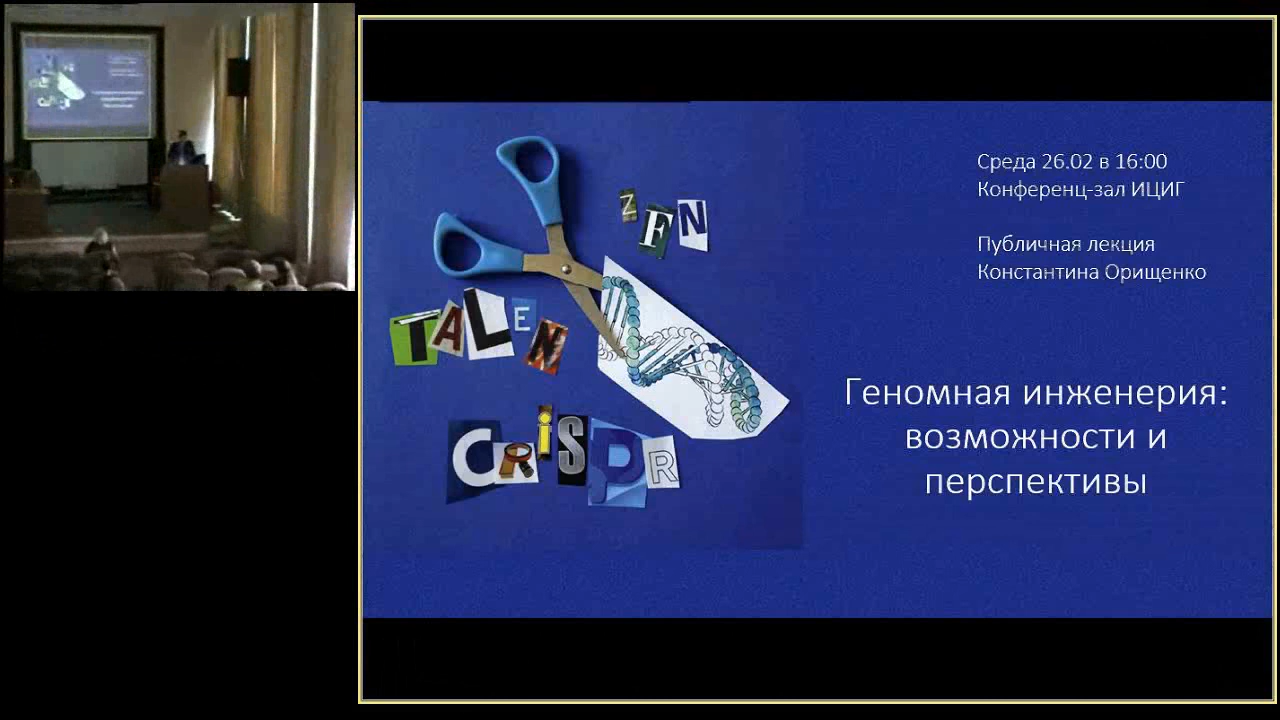 Среда 26.02 в 16:00
Конференц-зал ИЦИГ
Публичная лекция
Константина Орищенко
ZFN
TALEN
CRiSPR
Геномная инженерия:
возможности и
перспективы